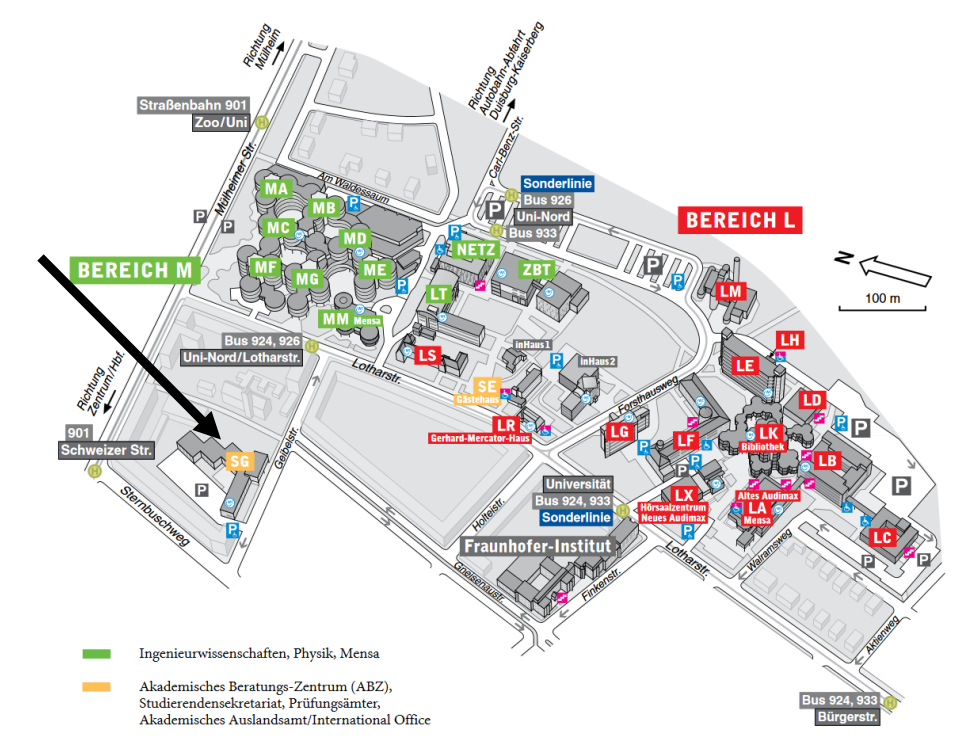 Richtung
Mülheim
Richtung
Autobahn-Abfahrt
Duisburg-Kaiserberg
Straßenbahn 901
Zoo/Uni
Mülheimer Str.
Carl-Benz-Str.
Am Waldessaum
Sonderlinie
Bus 926
Uni-Nord
Bus 933
BEREICH L
BEREICH M
MA
MB
MC
MD
ME
MF
MG
MM Mensa
NETZ
ZBT
LT
LS
N
100 m
LM
LH
LE
LD
inHaus 1
inHaus 2
Bus 924, 926
Uni-Nord/Lotharstr.
Lotharstr.
SE
Gästehaus
LR
Gerhard-Mercator-Haus
Forsthausweg
LG
LF
LK
Bibliothek
LB
Richtung
Zentrum/Hbf.
901
Schweizer Str.
SG
Geibelstr.
Sternbuschweg
Universität
Bus 924, 933
Sonderlinie
LX
Hörsaalzentrum
Neues Audimax
Altes Audimax
LA
Mensa
LC
Holteistr.
Fraunhofer-Institut
Gneisenaustr.
Finkenstr.
Lotharstr.
Walramsweg
Aktienweg
Bus 924, 933
Bürgerstr.
P
P
P
P
P
P
P
P
P
P
P
H
H
H
H
H
H
H
Ingenieurwissenschaften, Physik, Mensa
Akademisches Beratungs-Zentrum (ABZ),
Studierendensekretariat, Prüfungsämter,
Akademisches Auslandsamt/International Office